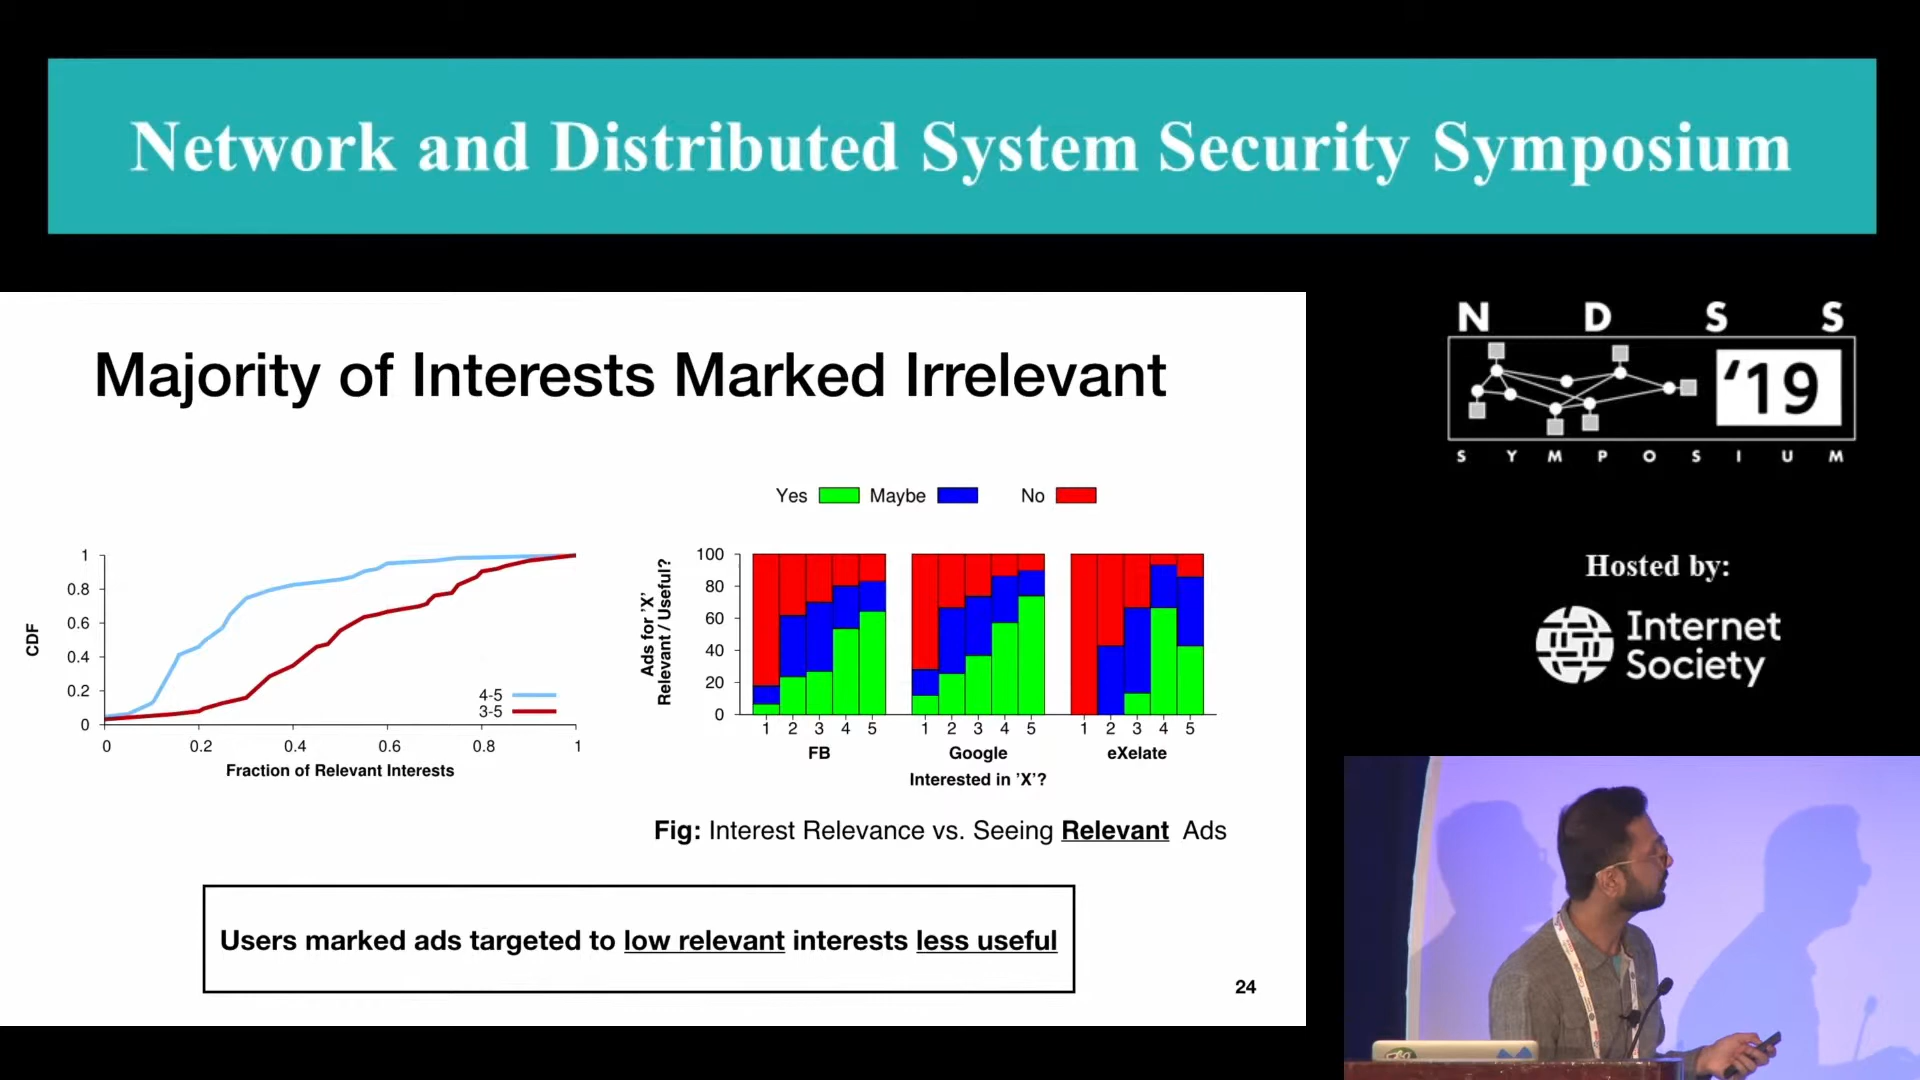 Network and Distributed System Security Symposium
N D S S
'19
S Y M P O S I U M
Hosted by:
Internet
Society
Majority of Interests Marked Irrelevant
CDF
1
0.8
0.6
0.4
0.2
0
4-5
3-5
0 0.2 0.4 0.6 0.8 1
Fraction of Relevant Interests
Yes Maybe No
Ads for 'X'
Relevant / Useful?
100
80
60
40
20
0
1 2 3 4 5 1 2 3 4 5 1 2 3 4 5
FB Google eXelate
Interested in 'X'?
Fig: Interest Relevance vs. Seeing Relevant Ads
Users marked ads targeted to low relevant interests less useful
24